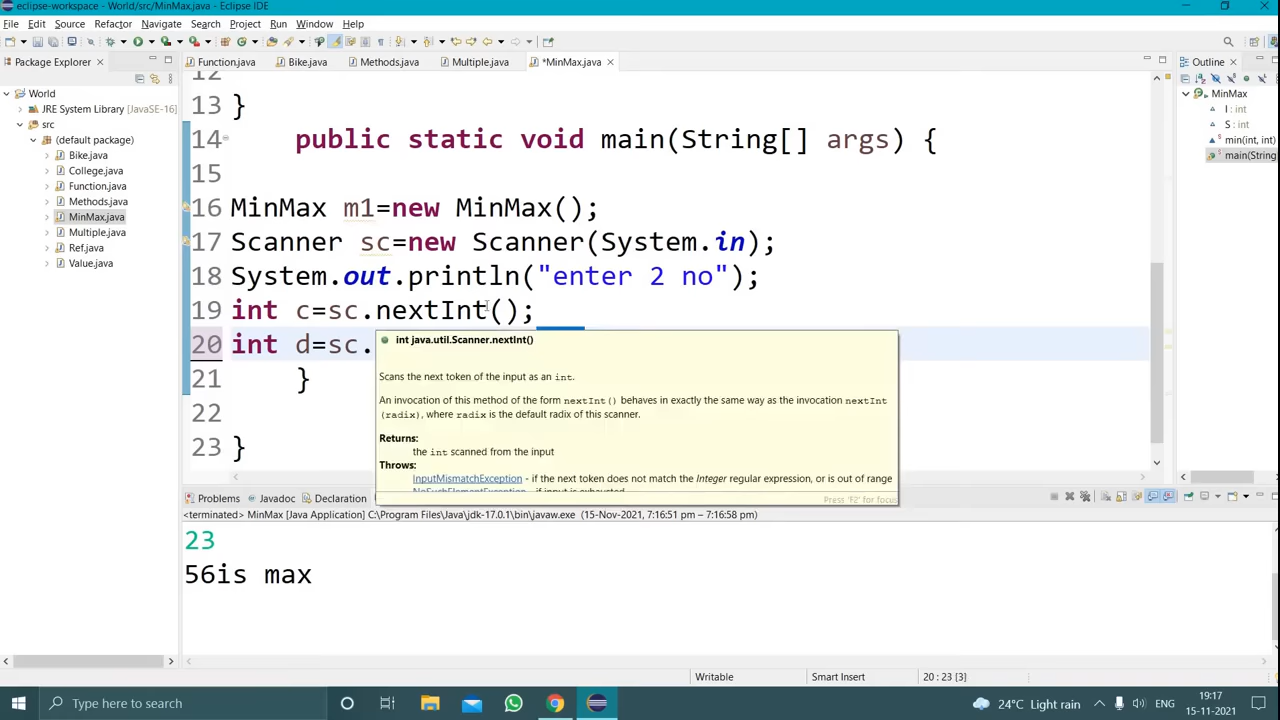 eclipse-workspace - World/src/MinMax.java - Eclipse IDE
File Edit Source Refactor Navigate Search Project Run Window Help
Package Explorer
Function.java Bike.java Methods.java Multiple.java *MinMax.java
Outline
World
JRE System Library [JavaSE-16]
src
(default package)
Bike.java
College.java
Function.java
Methods.java
MinMax.java
Multiple.java
Ref.java
Value.java
12
13 }
14 public static void main(String[] args) {
15
16 MinMax m1=new MinMax();
17 Scanner sc=new Scanner(System.in);
18 System.out.println("enter 2 no");
19 int c=sc.nextInt();
20 int d=sc.
21 }
22
23 }
int java.util.Scanner.nextInt()
Scans the next token of the input as an int.
An invocation of this method of the form nextInt() behaves in exactly the same way as the invocation nextInt
(radix), where radix is the default radix of this scanner.
Returns:
the int scanned from the input
Throws:
InputMismatchException - if the next token does not match the Integer regular expression, or is out of range
NoSuchElementException - if input is exhausted
Press 'F2' for focus
MinMax
I : int
S : int
min(int, int)
main(String
Problems Javadoc Declaration
<terminated> MinMax [Java Application] C:\Program Files\Java\jdk-17.0.1\bin\javaw.exe (15-Nov-2021, 7:16:51 pm – 7:16:58 pm)
23
56is max
Writable Smart Insert 20 : 23 [3]
Type here to search
24°C Light rain
ENG
19:17
15-11-2021